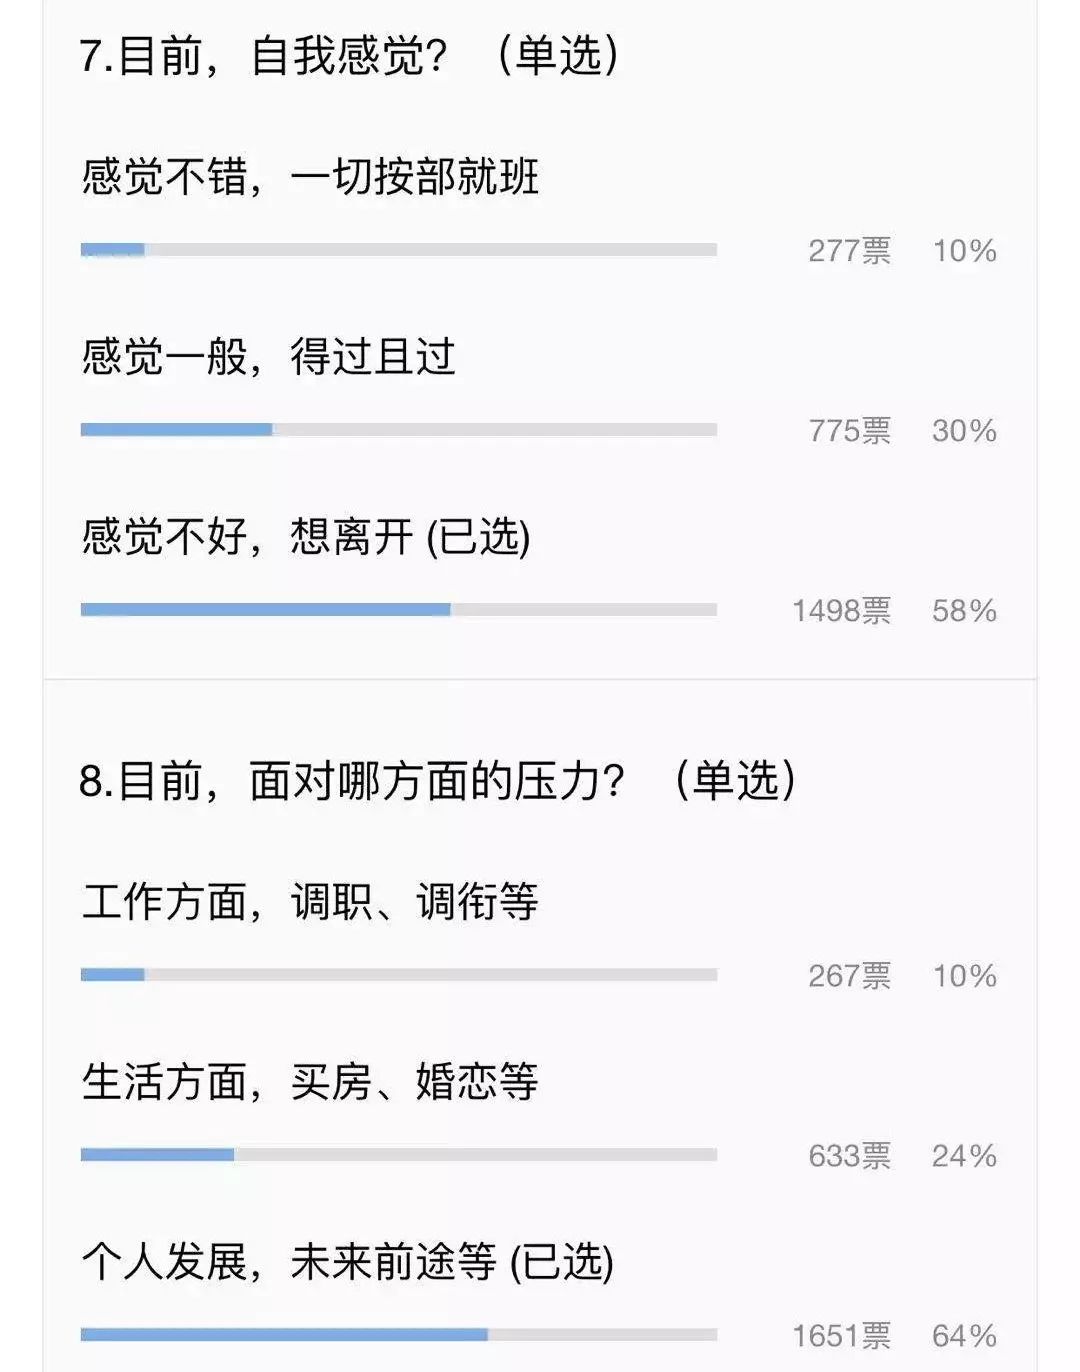 7.目前，自我感觉？（单选）
感觉不错，一切按部就班
277票 10%
感觉一般，得过且过
775票 30%
感觉不好，想离开 (已选)
1498票 58%
8.目前，面对哪方面的压力？（单选）
工作方面，调职、调衔等
267票 10%
生活方面，买房、婚恋等
633票 24%
个人发展，未来前途等 (已选)
1651票 64%